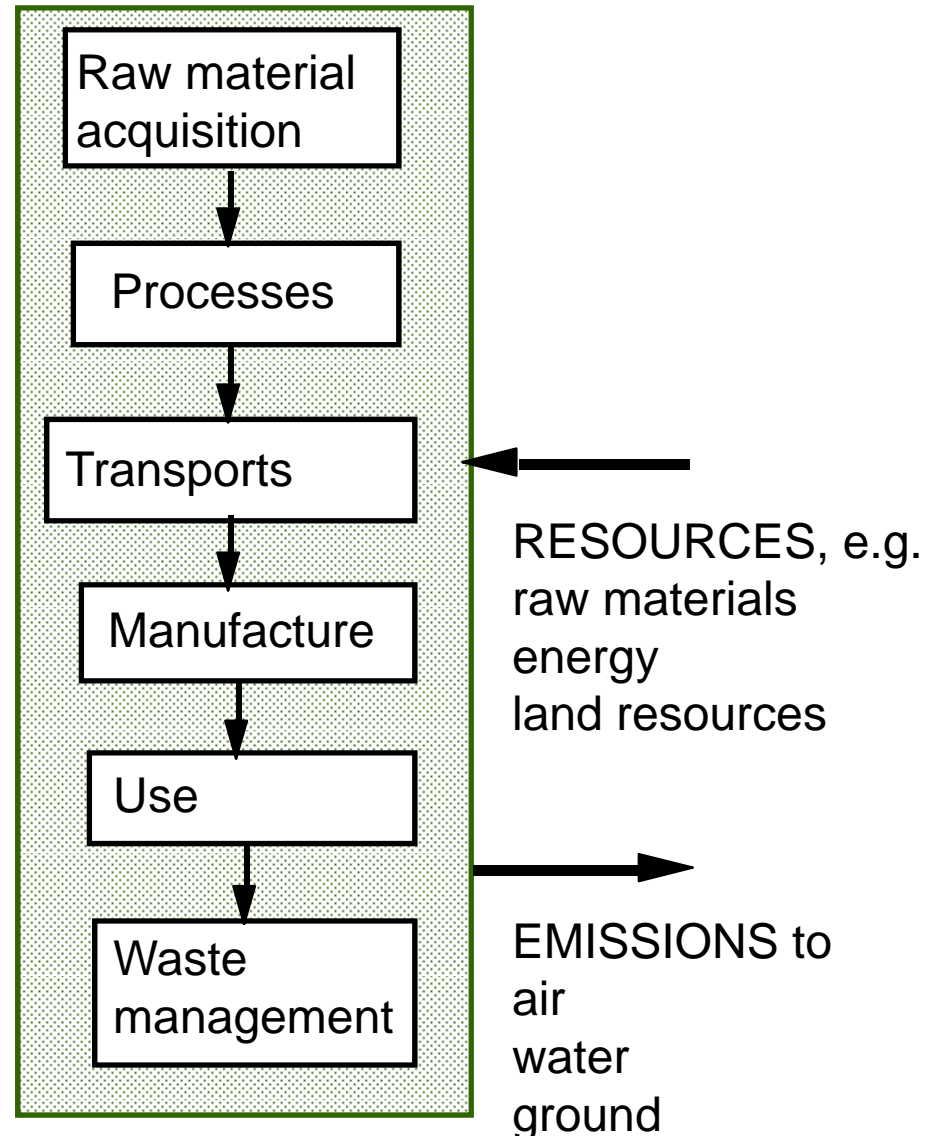 Raw material
acquisition
Processes
Transports
Manufacture
Use
Waste
management
RESOURCES, e.g.
raw materials
energy
land resources
EMISSIONS to
air
water
ground